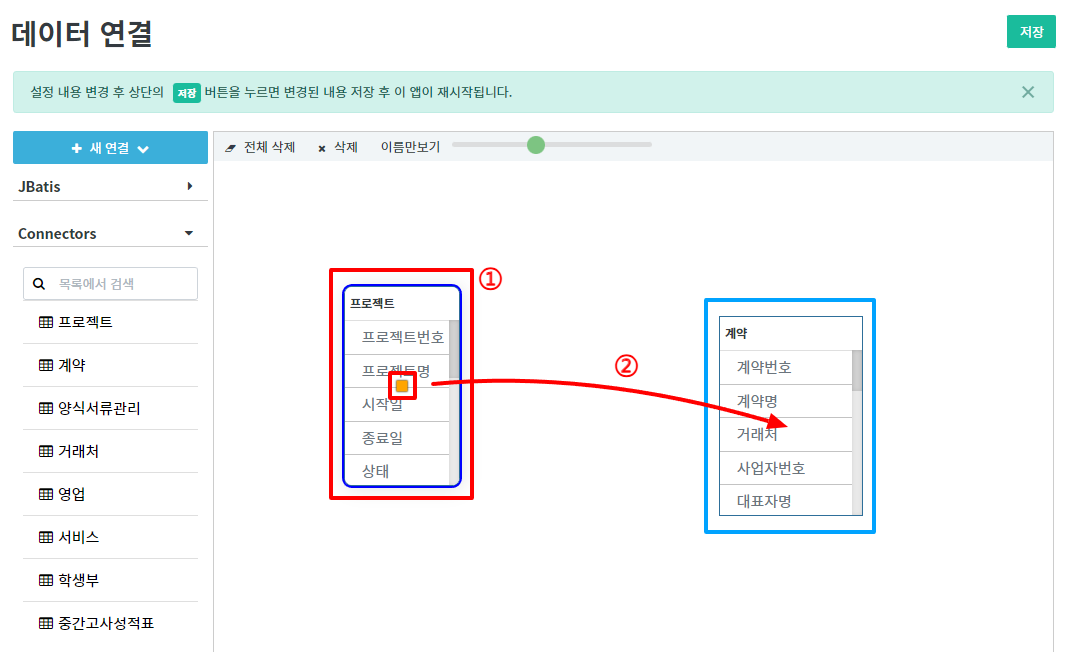 데이터 연결
저장
설정 내용 변경 후 상단의 저장 버튼을 누르면 변경된 내용 저장 후 이 앱이 재시작됩니다.
새 연결
전체 삭제 삭제 이름만보기
JBatis
Connectors
목록에서 검색
프로젝트
계약
양식서류관리
거래처
영업
서비스
학생부
중간고사성적표
①
프로젝트
프로젝트번호
프로젝트명
시작일
종료일
상태
②
계약
계약번호
계약명
거래처
사업자번호
대표자명